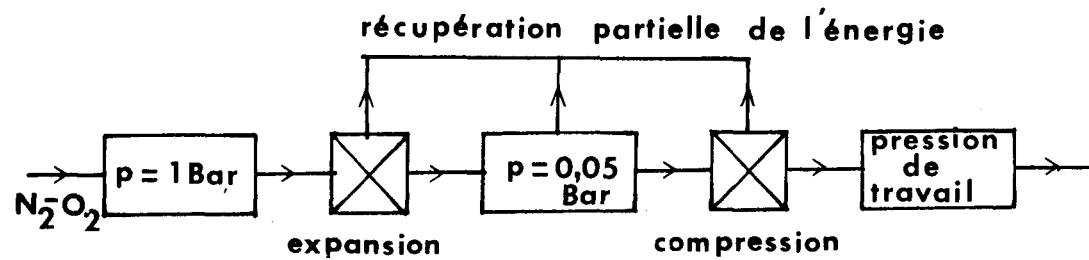 récupération partielle de l'énergie
p = 1 Bar
p = 0,05
Bar
pression
de
travail
N2-O2
expansion
compression